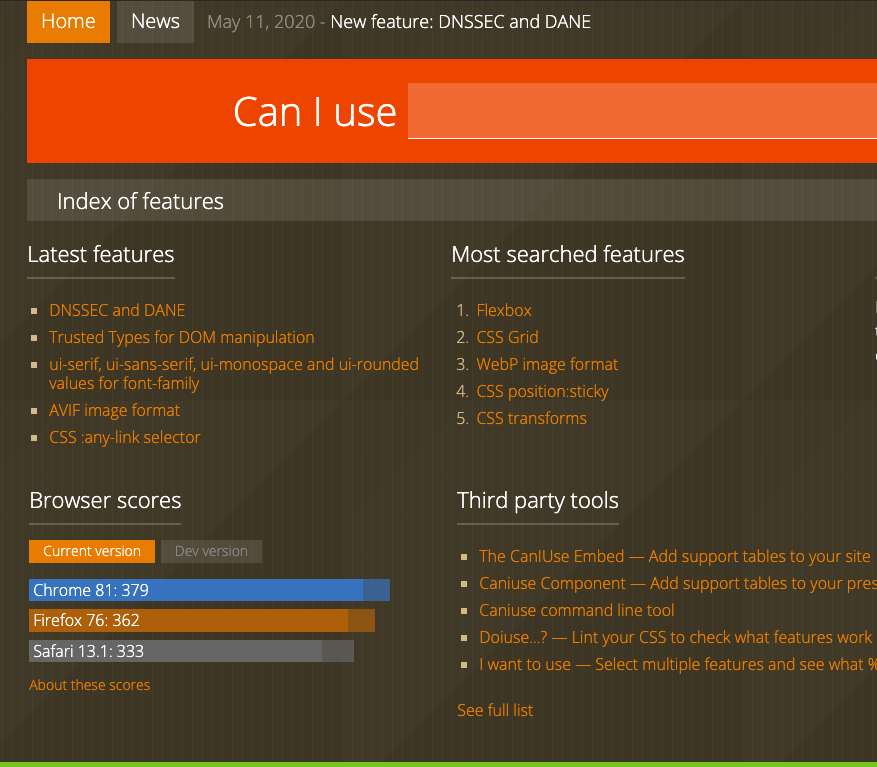 Home News May 11, 2020 - New feature: DNSSEC and DANE
Can I use
Index of features
Latest features
DNSSEC and DANE
Trusted Types for DOM manipulation
ui-serif, ui-sans-serif, ui-monospace and ui-rounded
values for font-family
AVIF image format
CSS :any-link selector
Most searched features
1. Flexbox
2. CSS Grid
3. WebP image format
4. CSS position:sticky
5. CSS transforms
Browser scores
Current version Dev version
Chrome 81: 379
Firefox 76: 362
Safari 13.1: 333
About these scores
Third party tools
The CanIUse Embed — Add support tables to your site
Caniuse Component — Add support tables to your pres
Caniuse command line tool
Doiuse...? — Lint your CSS to check what features work
I want to use — Select multiple features and see what %
See full list